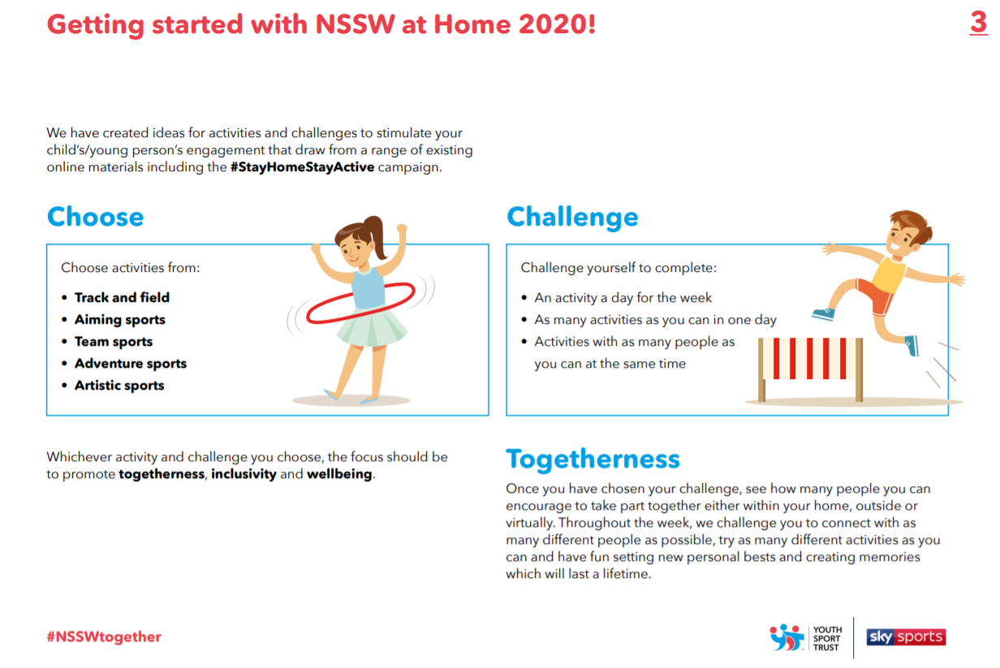 Getting started with NSSW at Home 2020!
3
We have created ideas for activities and challenges to stimulate your
child's/young person's engagement that draw from a range of existing
online materials including the #StayHomeStayActive campaign.
Choose
Choose activities from:
• Track and field
• Aiming sports
• Team sports
• Adventure sports
• Artistic sports
Whichever activity and challenge you choose, the focus should be
to promote togetherness, inclusivity and wellbeing.
Challenge
Challenge yourself to complete:
• An activity a day for the week
• As many activities as you can in one day
• Activities with as many people as
you can at the same time
Togetherness
Once you have chosen your challenge, see how many people you can
encourage to take part together either within your home, outside or
virtually. Throughout the week, we challenge you to connect with as
many different people as possible, try as many different activities as you
can and have fun setting new personal bests and creating memories
which will last a lifetime.
#NSSWtogether
YOUTH
SPORT
TRUST
sky sports